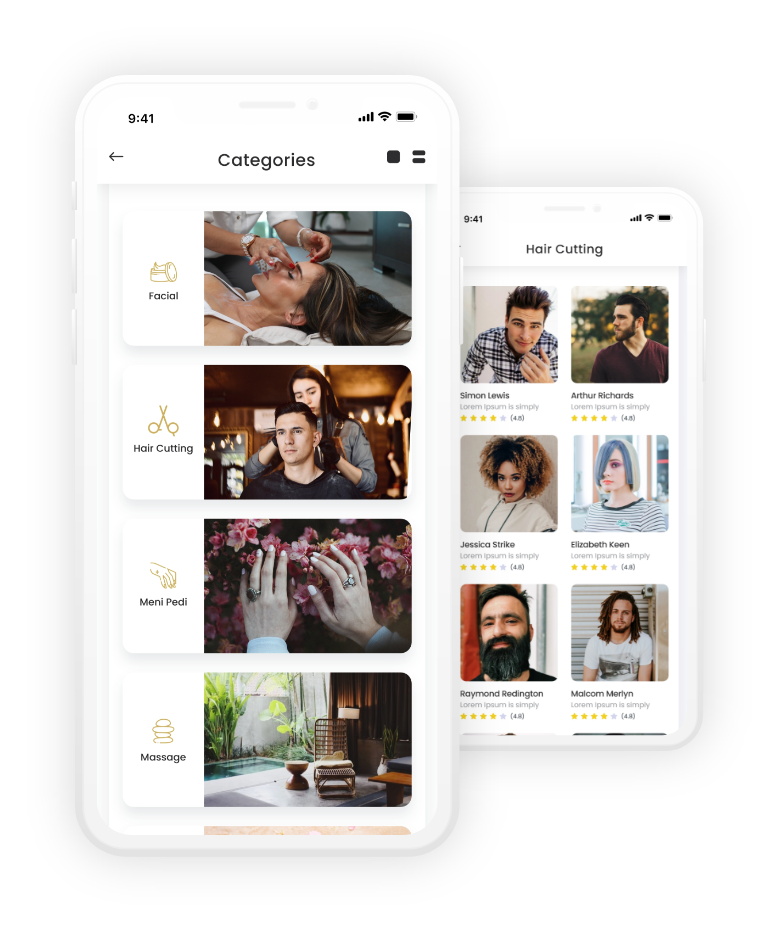 9:41
Categories
Facial
Hair Cutting
Meni Pedi
Massage
9:41
Hair Cutting
Simon Lewis
Lorem Ipsum is simply
(4.8)
Arthur Richards
Lorem Ipsum is simply
(4.8)
Jessica Strike
Lorem Ipsum is simply
(4.8)
Elizabeth Keen
Lorem Ipsum is simply
(4.8)
Raymond Redington
Lorem Ipsum is simply
(4.8)
Malcom Merlyn
Lorem Ipsum is simply
(4.8)